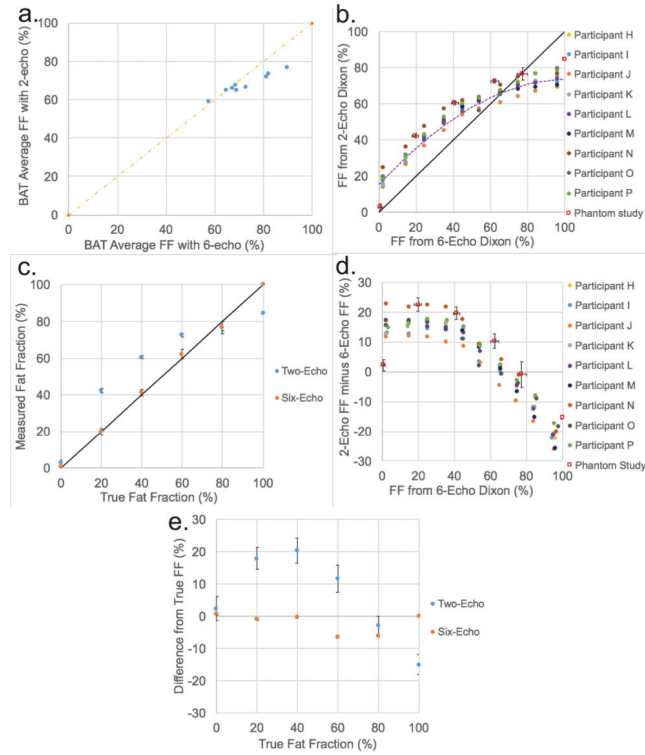 a.
BAT Average FF with 2-echo (%)
100
80
60
40
20
0
0 20 40 60 80 100
BAT Average FF with 6-echo (%)
b.
FF from 2-Echo Dixon (%)
100
80
60
40
20
0
0 20 40 60 80 100
FF from 6-Echo Dixon (%)
Participant H
Participant I
Participant J
Participant K
Participant L
Participant M
Participant N
Participant O
Participant P
Phantom study
c.
Measured Fat Fraction (%)
100
80
60
40
20
0
0 20 40 60 80 100
True Fat Fraction (%)
Two-Echo
Six-Echo
d.
2-Echo FF minus 6-Echo FF (%)
30
20
10
0
-10
-20
-30
0 20 40 60 80 100
FF from 6-Echo Dixon (%)
Participant H
Participant I
Participant J
Participant K
Participant L
Participant M
Participant N
Participant O
Participant P
Phantom Study
e.
Difference from True FF (%)
30
20
10
0
-10
-20
-30
0 20 40 60 80 100
True Fat Fraction (%)
Two-Echo
Six-Echo